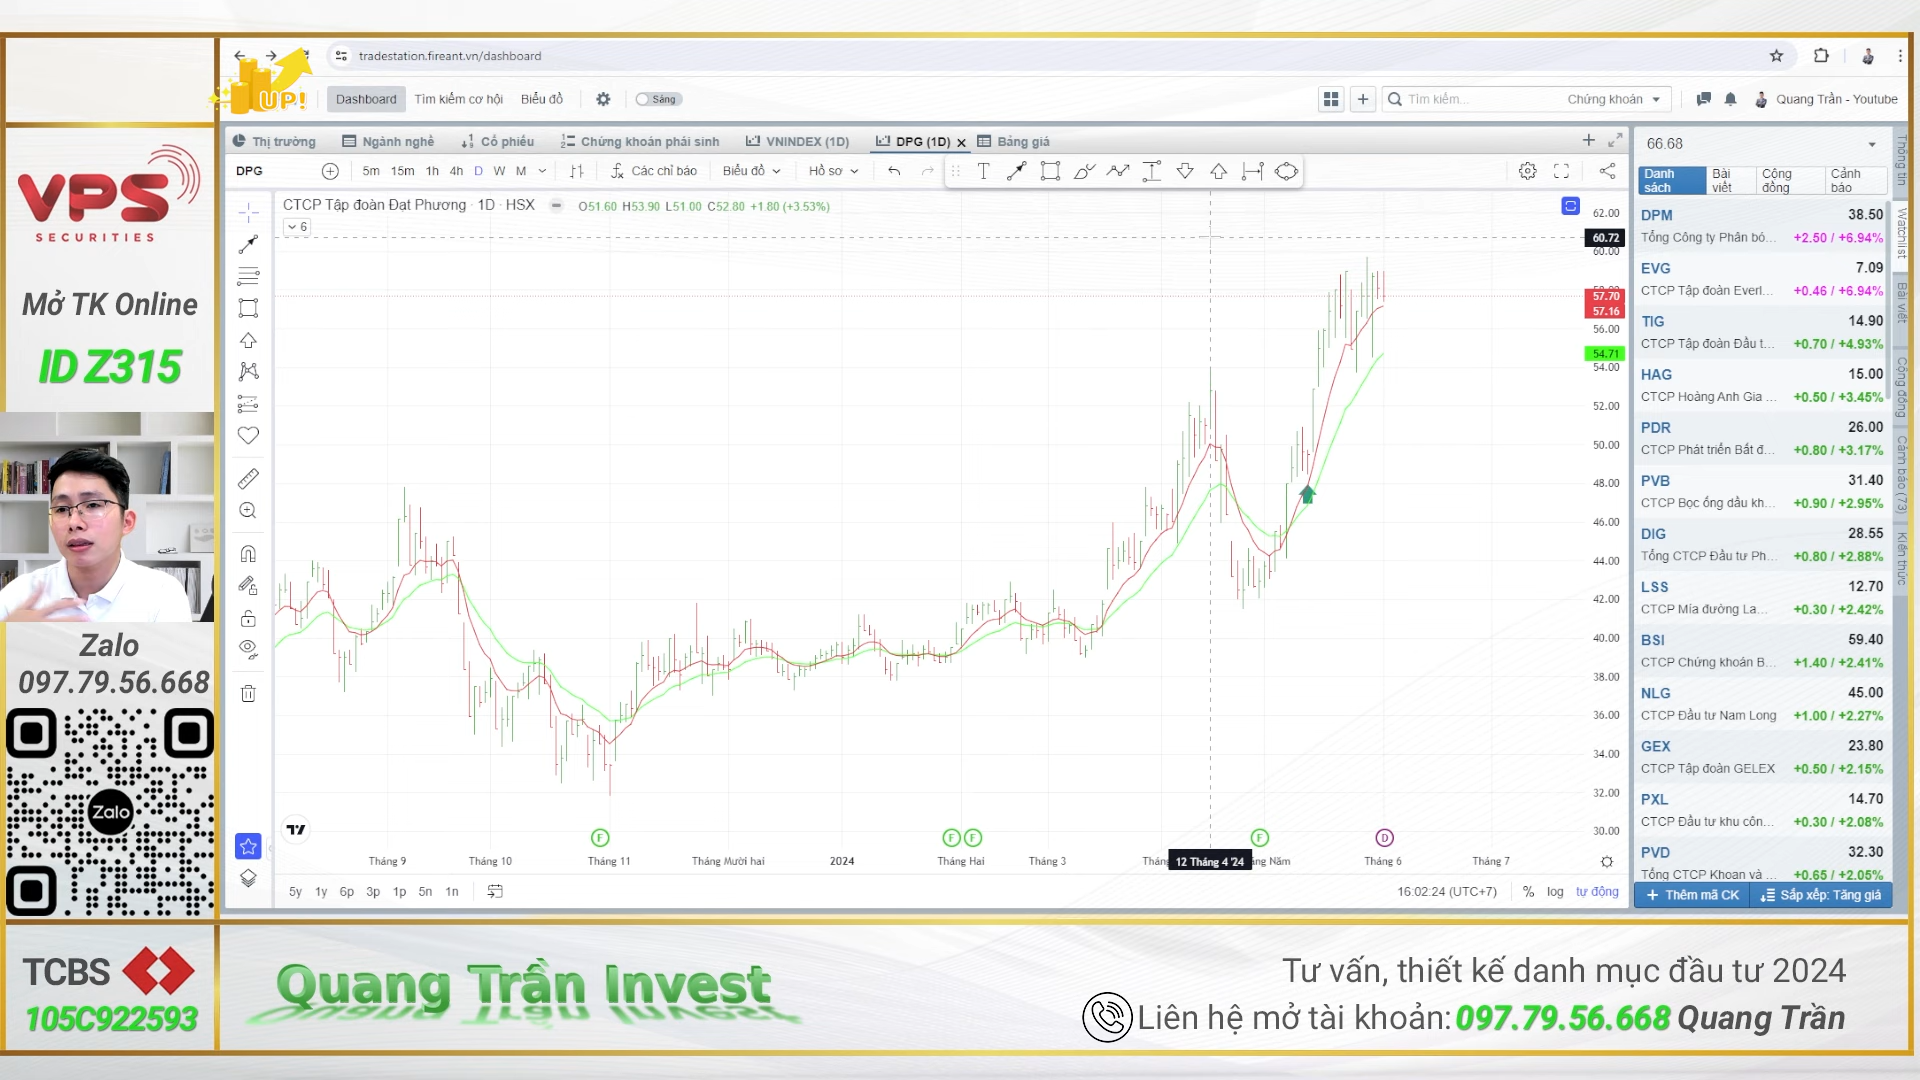 tradestation.fireant.vn/dashboard
UP!
Dashboard
Tìm kiếm cơ hội
Biểu đồ
Sáng
Tìm kiếm...
Chứng khoán
Quang Trần - Youtube
Thị trường
Ngành nghề
Cổ phiếu
Chứng khoán phái sinh
VNINDEX (1D)
DPG (1D)
Bảng giá
66.68
DPG
5m 15m 1h 4h D W M
Các chỉ báo
Biểu đồ
Hồ sơ
Danh sách
Bài viết
Cộng đồng
Cảnh báo
CTCP Tập đoàn Đạt Phương · 1D · HSX
O51.60 H53.90 L51.00 C52.80 +1.80 (+3.53%)
6
62.00
60.72
60.00
57.70
57.16
56.00
54.71
54.00
52.00
50.00
48.00
46.00
44.00
42.00
40.00
38.00
36.00
34.00
32.00
30.00
F
F
F
F
D
Tháng 9
Tháng 10
Tháng 11
Tháng Mười hai
2024
Tháng Hai
Tháng 3
12 Tháng 4 '24
Tháng 6
Tháng 7
5y 1y 6p 3p 1p 5n 1n
16:02:24 (UTC+7)
% log tự động
DPM 38.50
Tổng Công ty Phân bó... +2.50 / +6.94%
EVG 7.09
CTCP Tập đoàn Everl... +0.46 / +6.94%
TIG 14.90
CTCP Tập đoàn Đầu t... +0.70 / +4.93%
HAG 15.00
CTCP Hoàng Anh Gia ... +0.50 / +3.45%
PDR 26.00
CTCP Phát triển Bất đ... +0.80 / +3.17%
PVB 31.40
CTCP Bọc ống dầu kh... +0.90 / +2.95%
DIG 28.55
Tổng CTCP Đầu tư Ph... +0.80 / +2.88%
LSS 12.70
CTCP Mía đường La... +0.30 / +2.42%
BSI 59.40
CTCP Chứng khoán B... +1.40 / +2.41%
NLG 45.00
CTCP Đầu tư Nam Long +1.00 / +2.27%
GEX 23.80
CTCP Tập đoàn GELEX +0.50 / +2.15%
PXL 14.70
CTCP Đầu tư khu côn... +0.30 / +2.08%
PVD 32.30
Tổng CTCP Khoan và ... +0.65 / +2.05%
Thêm mã CK
Sắp xếp: Tăng giá
Thông tin
Watchlist
Bài viết
Cộng đồng
Cảnh báo (73)
Kiến thức
VPS
SECURITIES
Mở TK Online
ID Z315
Zalo
097.79.56.668
Zalo
TCBS
105C922593
Quang Trần Invest
Tư vấn, thiết kế danh mục đầu tư 2024
Liên hệ mở tài khoản: 097.79.56.668 Quang Trần